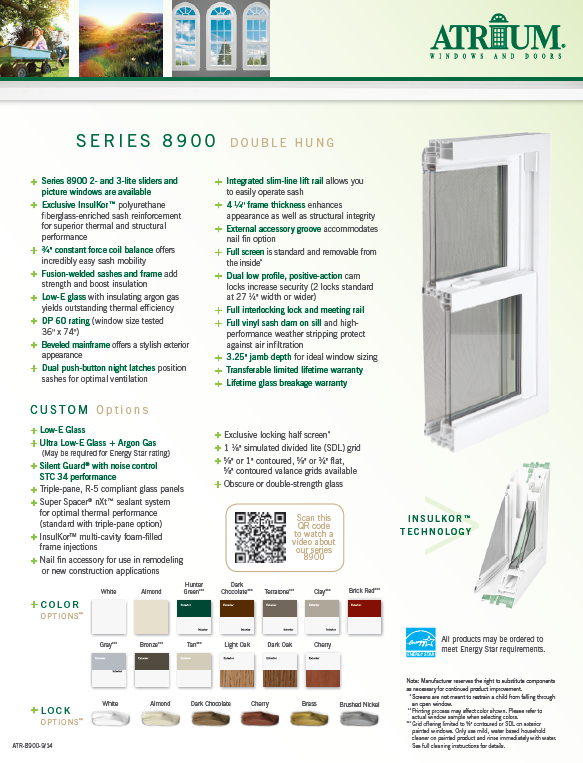 ATRIUM®
WINDOWS AND DOORS
SERIES 8900 DOUBLE HUNG
Series 8900 2- and 3-lite sliders and
picture windows are available
Exclusive InsulKor™ polyurethane
fiberglass-enriched sash reinforcement
for superior thermal and structural
performance
¾" constant force coil balance offers
incredibly easy sash mobility
Fusion-welded sashes and frame add
strength and boost insulation
Low-E glass with insulating argon gas
yields outstanding thermal efficiency
DP 60 rating (window size tested
36" x 74")
Beveled mainframe offers a stylish exterior
appearance
Dual push-button night latches position
sashes for optimal ventilation
Integrated slim-line lift rail allows you
to easily operate sash
4 ¼" frame thickness enhances
appearance as well as structural integrity
External accessory groove accommodates
nail fin option
Full screen is standard and removable from
the inside*
Dual low profile, positive-action cam
locks increase security (2 locks standard
at 27 ¼" width or wider)
Full interlocking lock and meeting rail
Full vinyl sash dam on sill and high-
performance weather stripping protect
against air infiltration
3.25" jamb depth for ideal window sizing
Transferable limited lifetime warranty
Lifetime glass breakage warranty
CUSTOM Options
Low-E Glass
Ultra Low-E Glass + Argon Gas
(May be required for Energy Star rating)
Silent Guard® with noise control
STC 34 performance
Triple-pane, R-5 compliant glass panels
Super Spacer® nXt™ sealant system
for optimal thermal performance
(standard with triple-pane option)
InsulKor™ multi-cavity foam-filled
frame injections
Nail fin accessory for use in remodeling
or new construction applications
Exclusive locking half screen*
1 ⅛" simulated divided lite (SDL) grid
⅝" or 1" contoured, ⅝" or ¾" flat,
⅝" contoured valance grids available
Obscure or double-strength glass
Scan this
QR code
to watch a
video about
our series
8900
INSULKOR™
TECHNOLOGY
COLOR
OPTIONS**
White
Almond
Hunter
Green***
Dark
Chocolate***
Terratone***
Clay***
Brick Red***
Exterior
Exterior
Exterior
Exterior
Exterior
Gray***
Bronze***
Tan***
Light Oak
Dark Oak
Cherry
LOCK
OPTIONS**
White
Almond
Dark Chocolate
Cherry
Brass
Brushed Nickel
ENERGY STAR
All products may be ordered to
meet Energy Star requirements.
Note: Manufacturer reserves the right to substitute components
as necessary for continued product improvement.
* Screens are not meant to restrain a child from falling through
an open window.
** Printing process may affect color shown. Please refer to
actual window sample when selecting colors.
*** Grid offering limited to ⅝" contoured or SDL on exterior
painted windows. Only use mild, water based household
cleaner on painted product and rinse immediately with water.
See full cleaning instructions for details.
ATR-8900-9/14